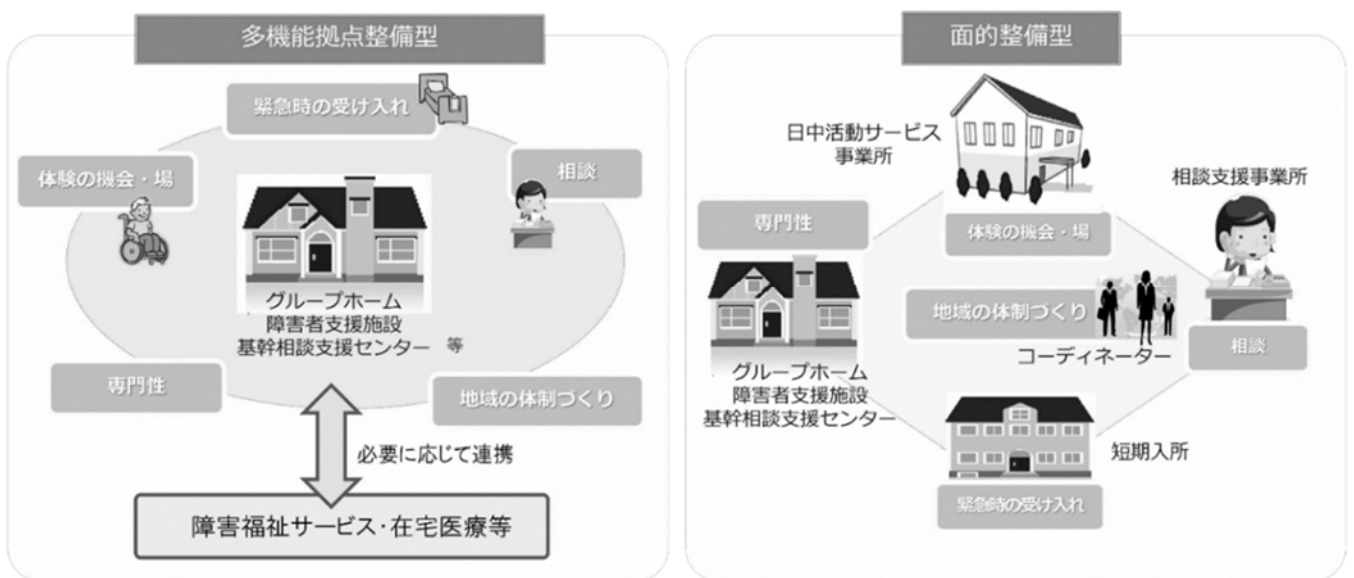 多機能拠点整備型
緊急時の受け入れ
体験の機会・場
相談
グループホーム
障害者支援施設
基幹相談支援センター 等
専門性
地域の体制づくり
必要に応じて連携
障害福祉サービス・在宅医療等
面的整備型
日中活動サービス
事業所
相談支援事業所
専門性
体験の機会・場
地域の体制づくり
コーディネーター
相談
グループホーム
障害者支援施設
基幹相談支援センター
短期入所
緊急時の受け入れ